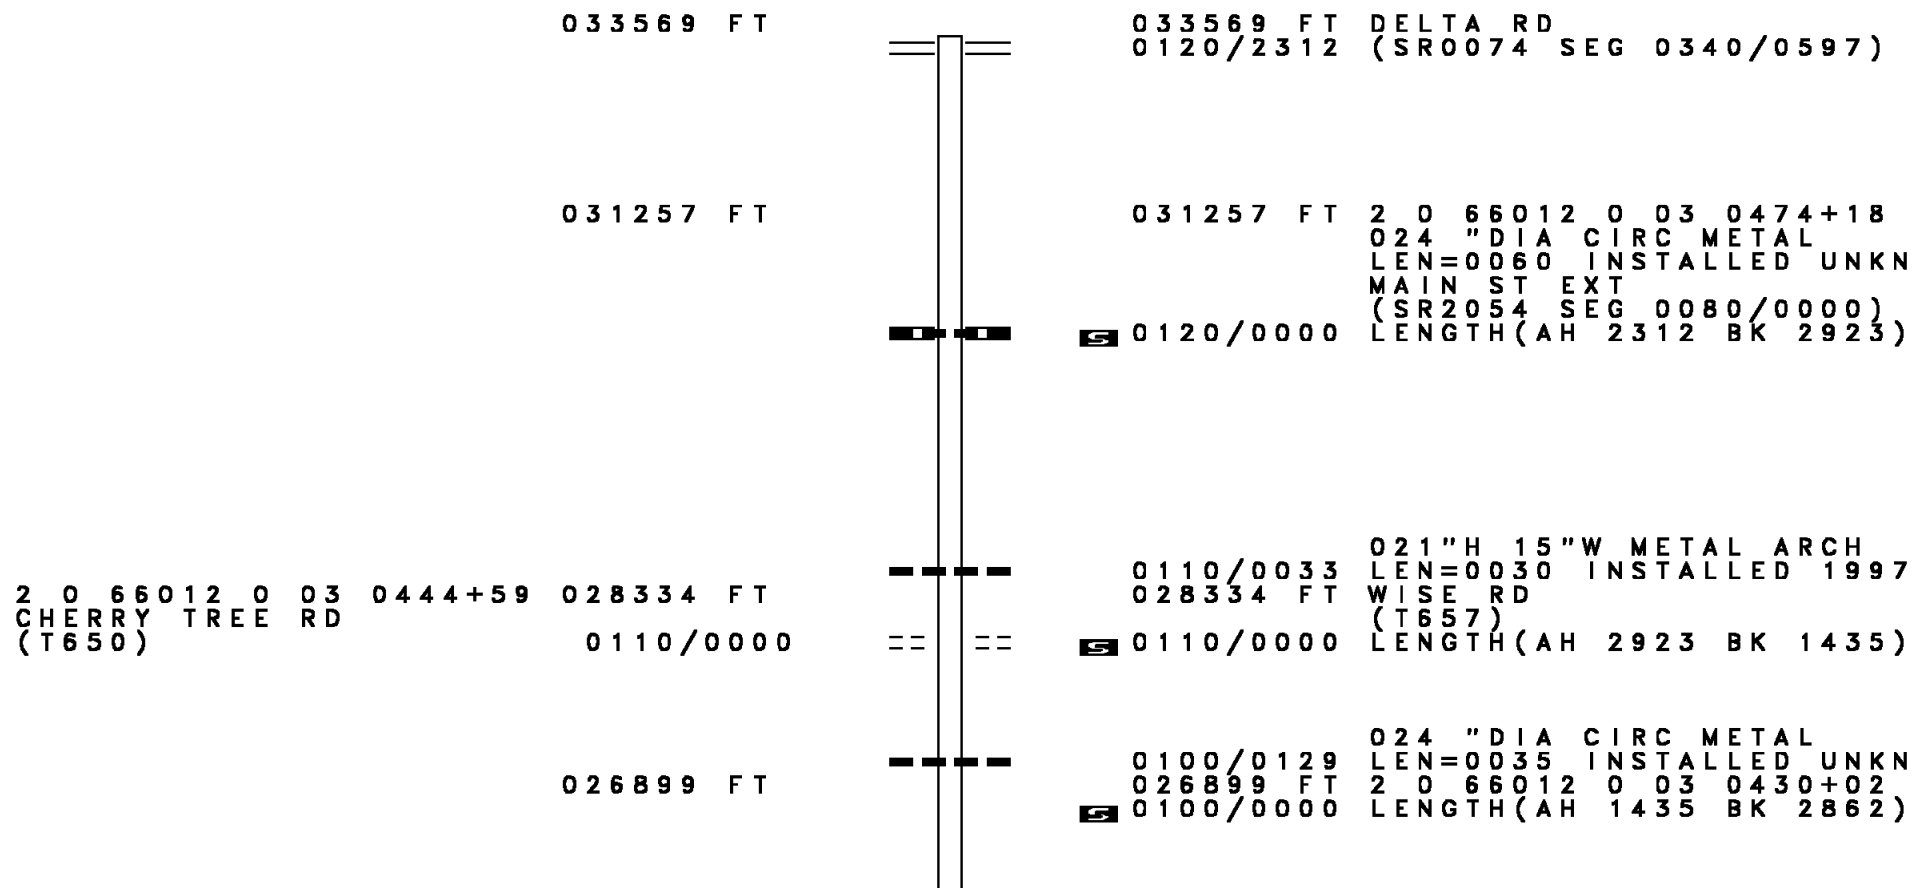 033569 FT 033569 FT DELTA RD
0120/2312 (SR0074 SEG 0340/0597)
031257 FT 031257 FT 2 0 66012 0 03 0474+18
024 "DIA CIRC METAL
LEN=0060 INSTALLED UNKN
MAIN ST EXT
(SR2054 SEG 0080/0000)
S 0120/0000 LENGTH(AH 2312 BK 2923)
021"H 15"W METAL ARCH
0110/0033 LEN=0030 INSTALLED 1997
2 0 66012 0 03 0444+59 028334 FT 028334 FT WISE RD
CHERRY TREE RD (T657)
(T650) 0110/0000 S 0110/0000 LENGTH(AH 2923 BK 1435)
024 "DIA CIRC METAL
0100/0129 LEN=0035 INSTALLED UNKN
026899 FT 026899 FT 2 0 66012 0 03 0430+02
S 0100/0000 LENGTH(AH 1435 BK 2862)